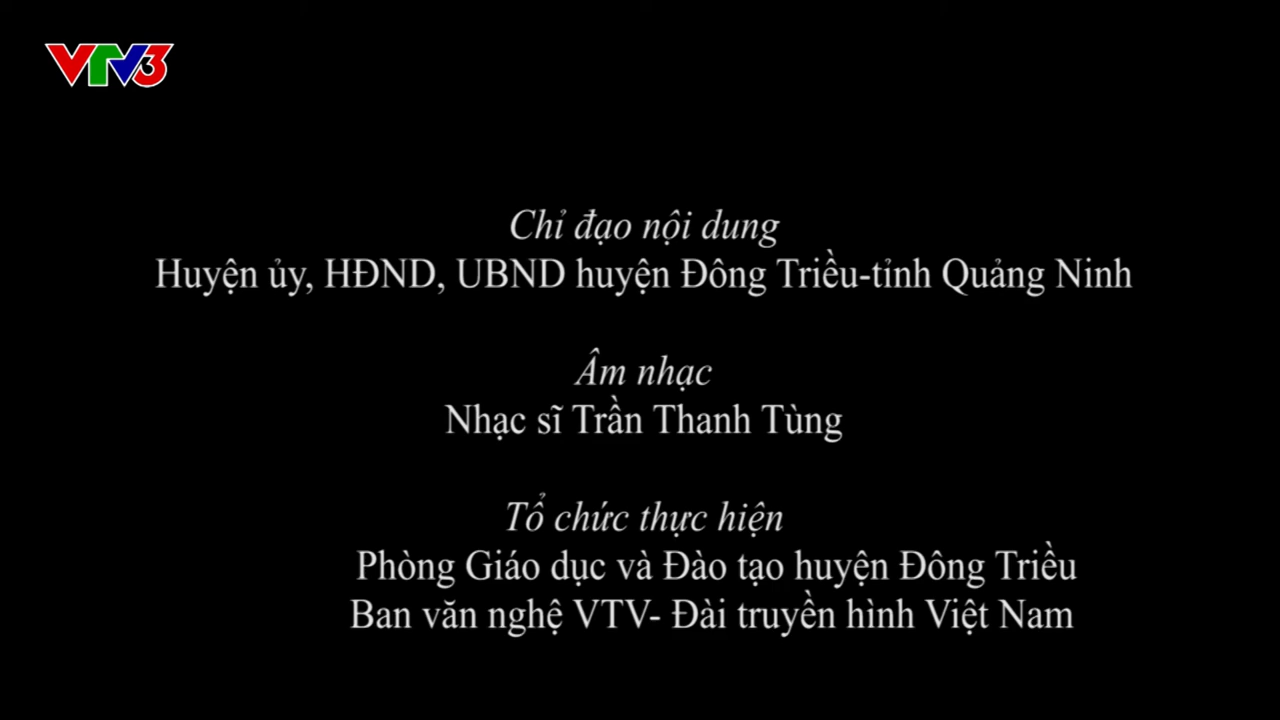 VTV3
Chỉ đạo nội dung
Huyện ủy, HĐND, UBND huyện Đông Triều-tỉnh Quảng Ninh
Âm nhạc
Nhạc sĩ Trần Thanh Tùng
Tổ chức thực hiện
Phòng Giáo dục và Đào tạo huyện Đông Triều
Ban văn nghệ VTV- Đài truyền hình Việt Nam